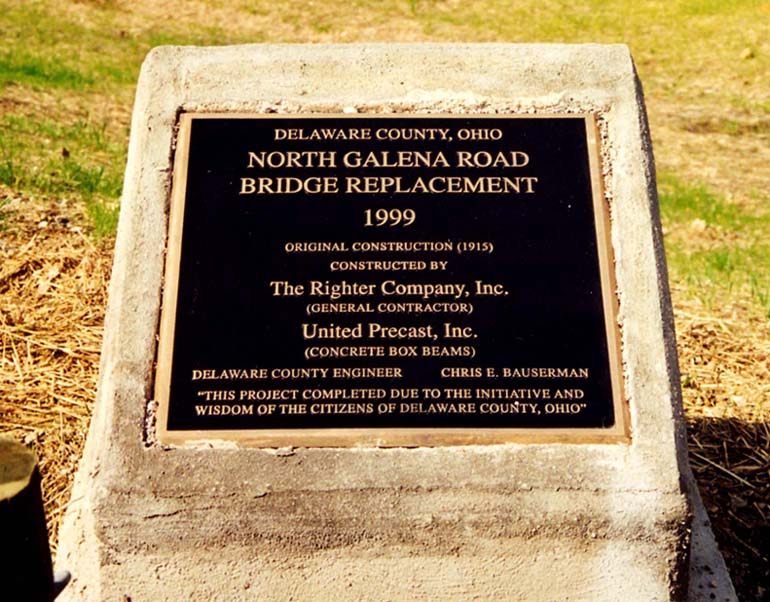 DELAWARE COUNTY, OHIO
NORTH GALENA ROAD
BRIDGE REPLACEMENT
1999
ORIGINAL CONSTRUCTION (1915)
CONSTRUCTED BY
The Righter Company, Inc.
(GENERAL CONTRACTOR)
United Precast, Inc.
(CONCRETE BOX BEAMS)
DELAWARE COUNTY ENGINEER CHRIS E. BAUSERMAN
"THIS PROJECT COMPLETED DUE TO THE INITIATIVE AND
WISDOM OF THE CITIZENS OF DELAWARE COUNTY, OHIO"